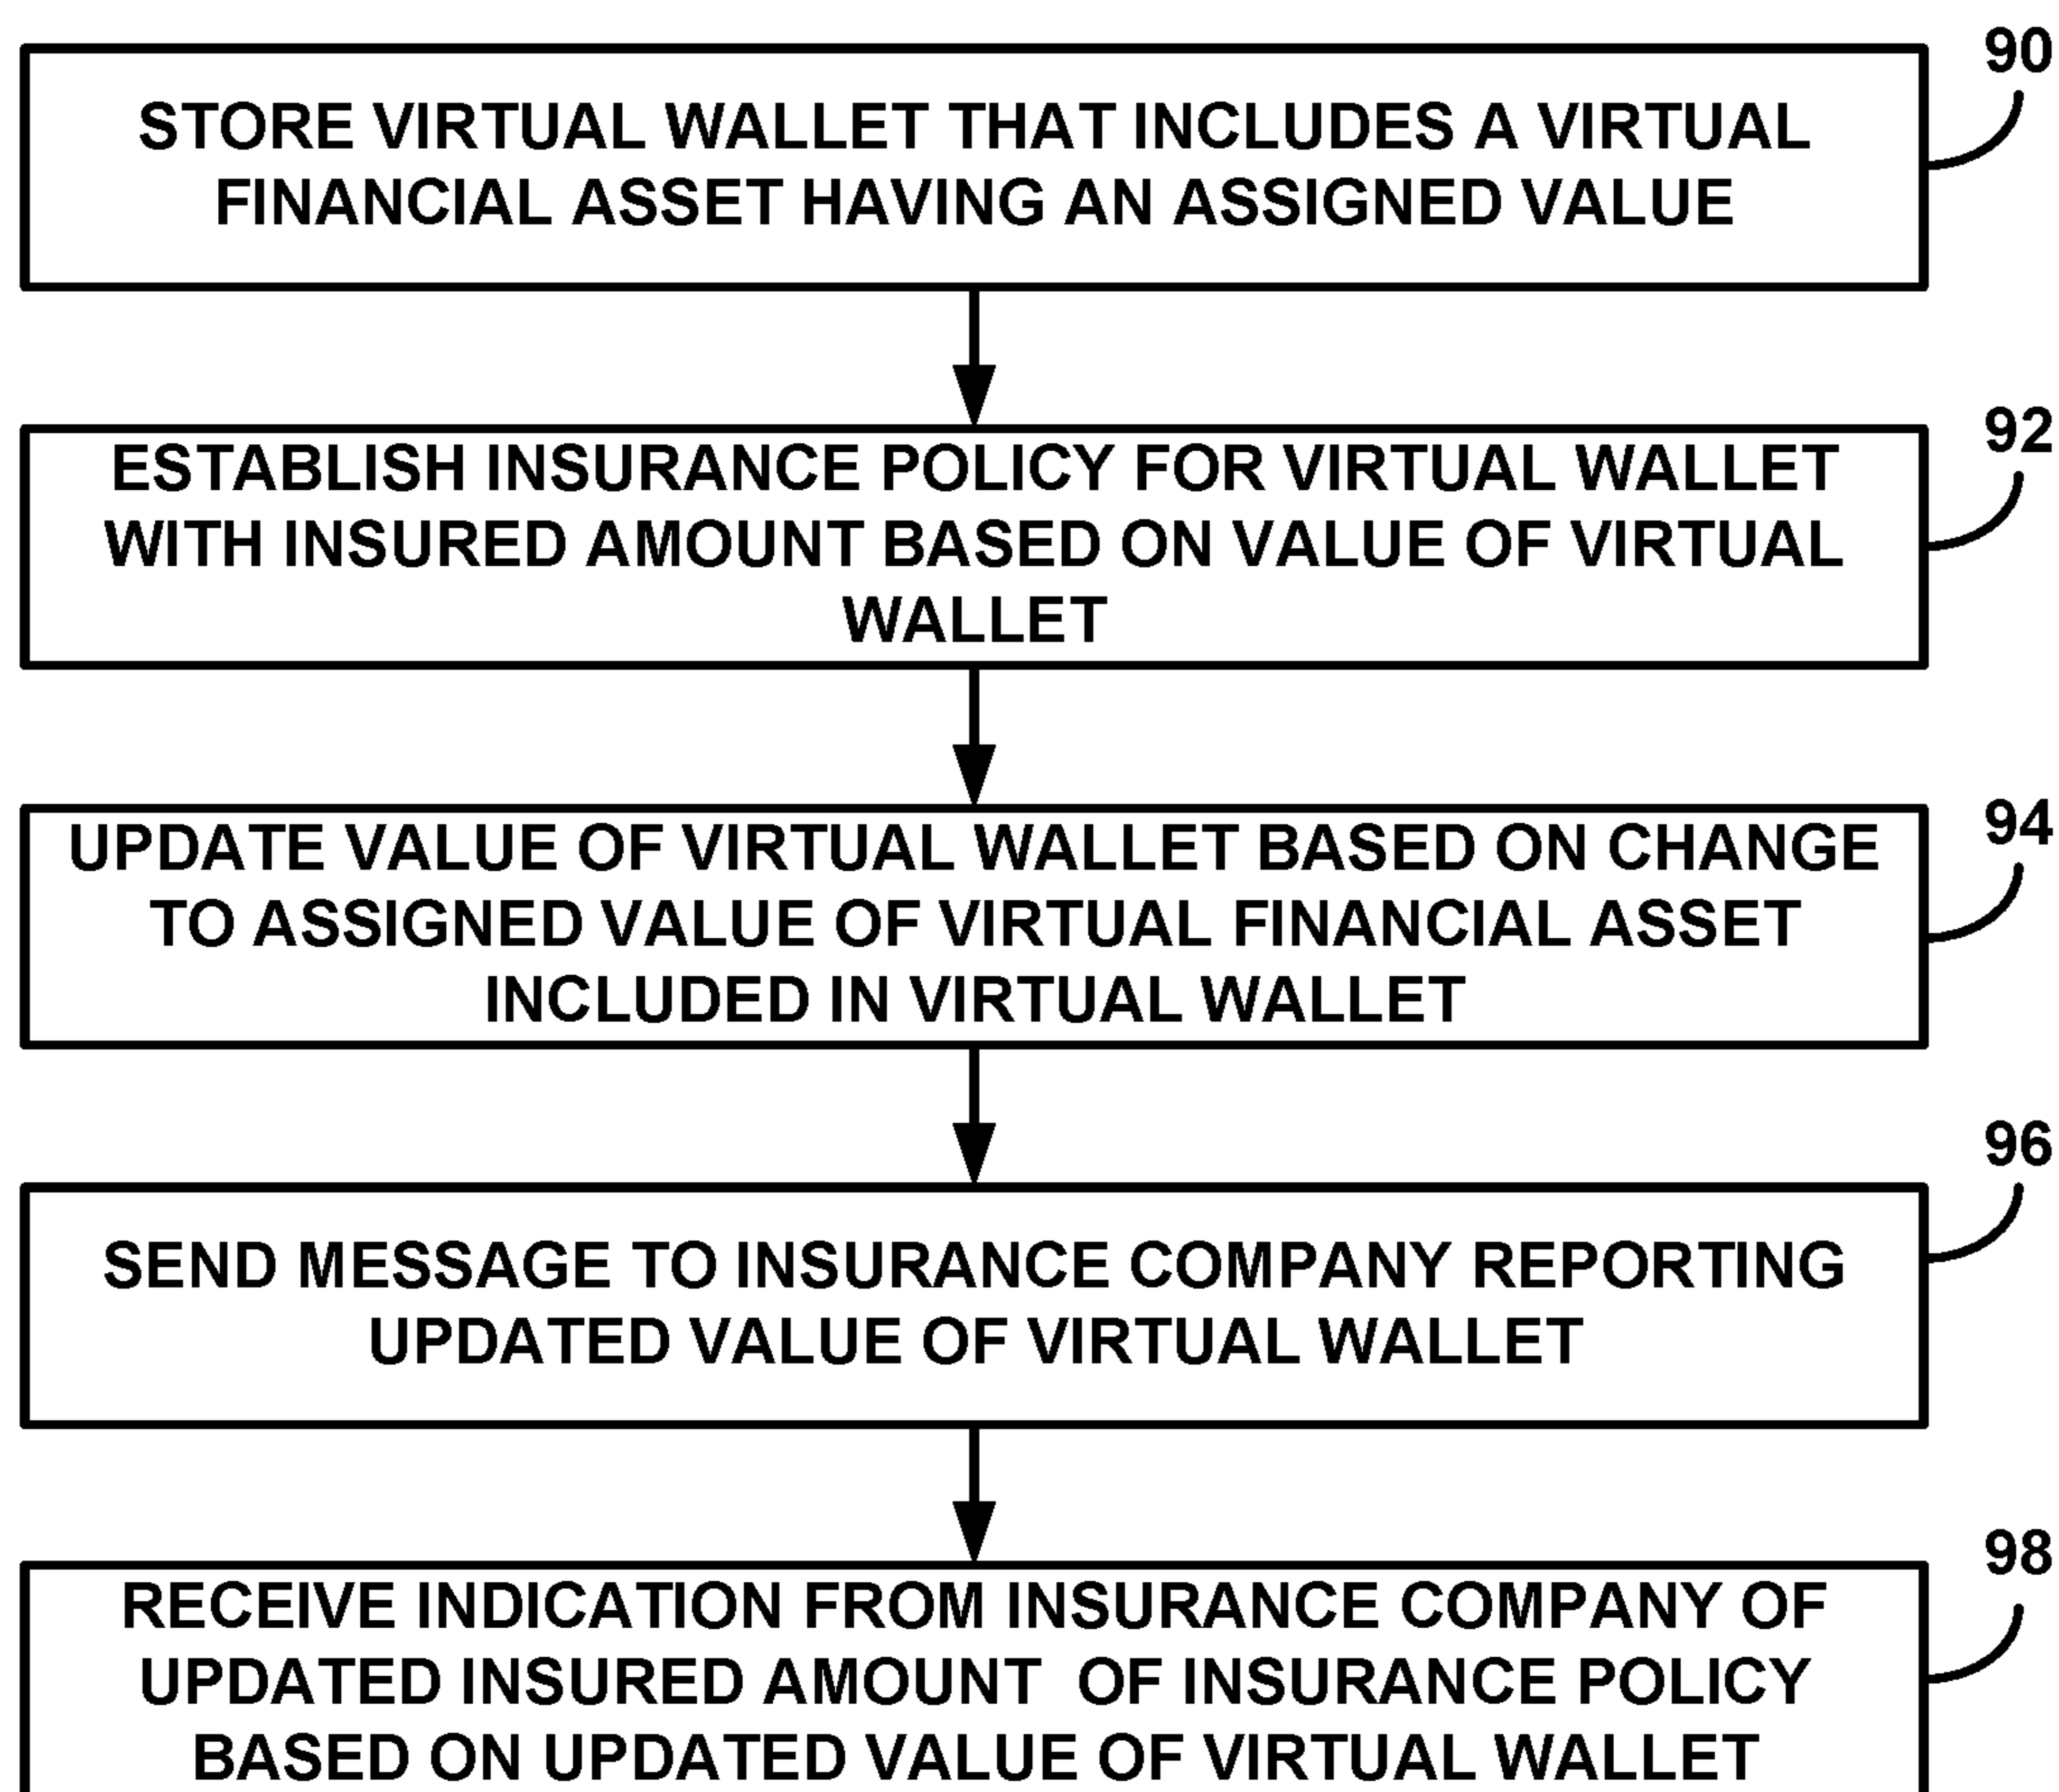 90
STORE VIRTUAL WALLET THAT INCLUDES A VIRTUAL
FINANCIAL ASSET HAVING AN ASSIGNED VALUE
92
ESTABLISH INSURANCE POLICY FOR VIRTUAL WALLET
WITH INSURED AMOUNT BASED ON VALUE OF VIRTUAL
WALLET
94
UPDATE VALUE OF VIRTUAL WALLET BASED ON CHANGE
TO ASSIGNED VALUE OF VIRTUAL FINANCIAL ASSET
INCLUDED IN VIRTUAL WALLET
96
SEND MESSAGE TO INSURANCE COMPANY REPORTING
UPDATED VALUE OF VIRTUAL WALLET
98
RECEIVE INDICATION FROM INSURANCE COMPANY OF
UPDATED INSURED AMOUNT OF INSURANCE POLICY
BASED ON UPDATED VALUE OF VIRTUAL WALLET